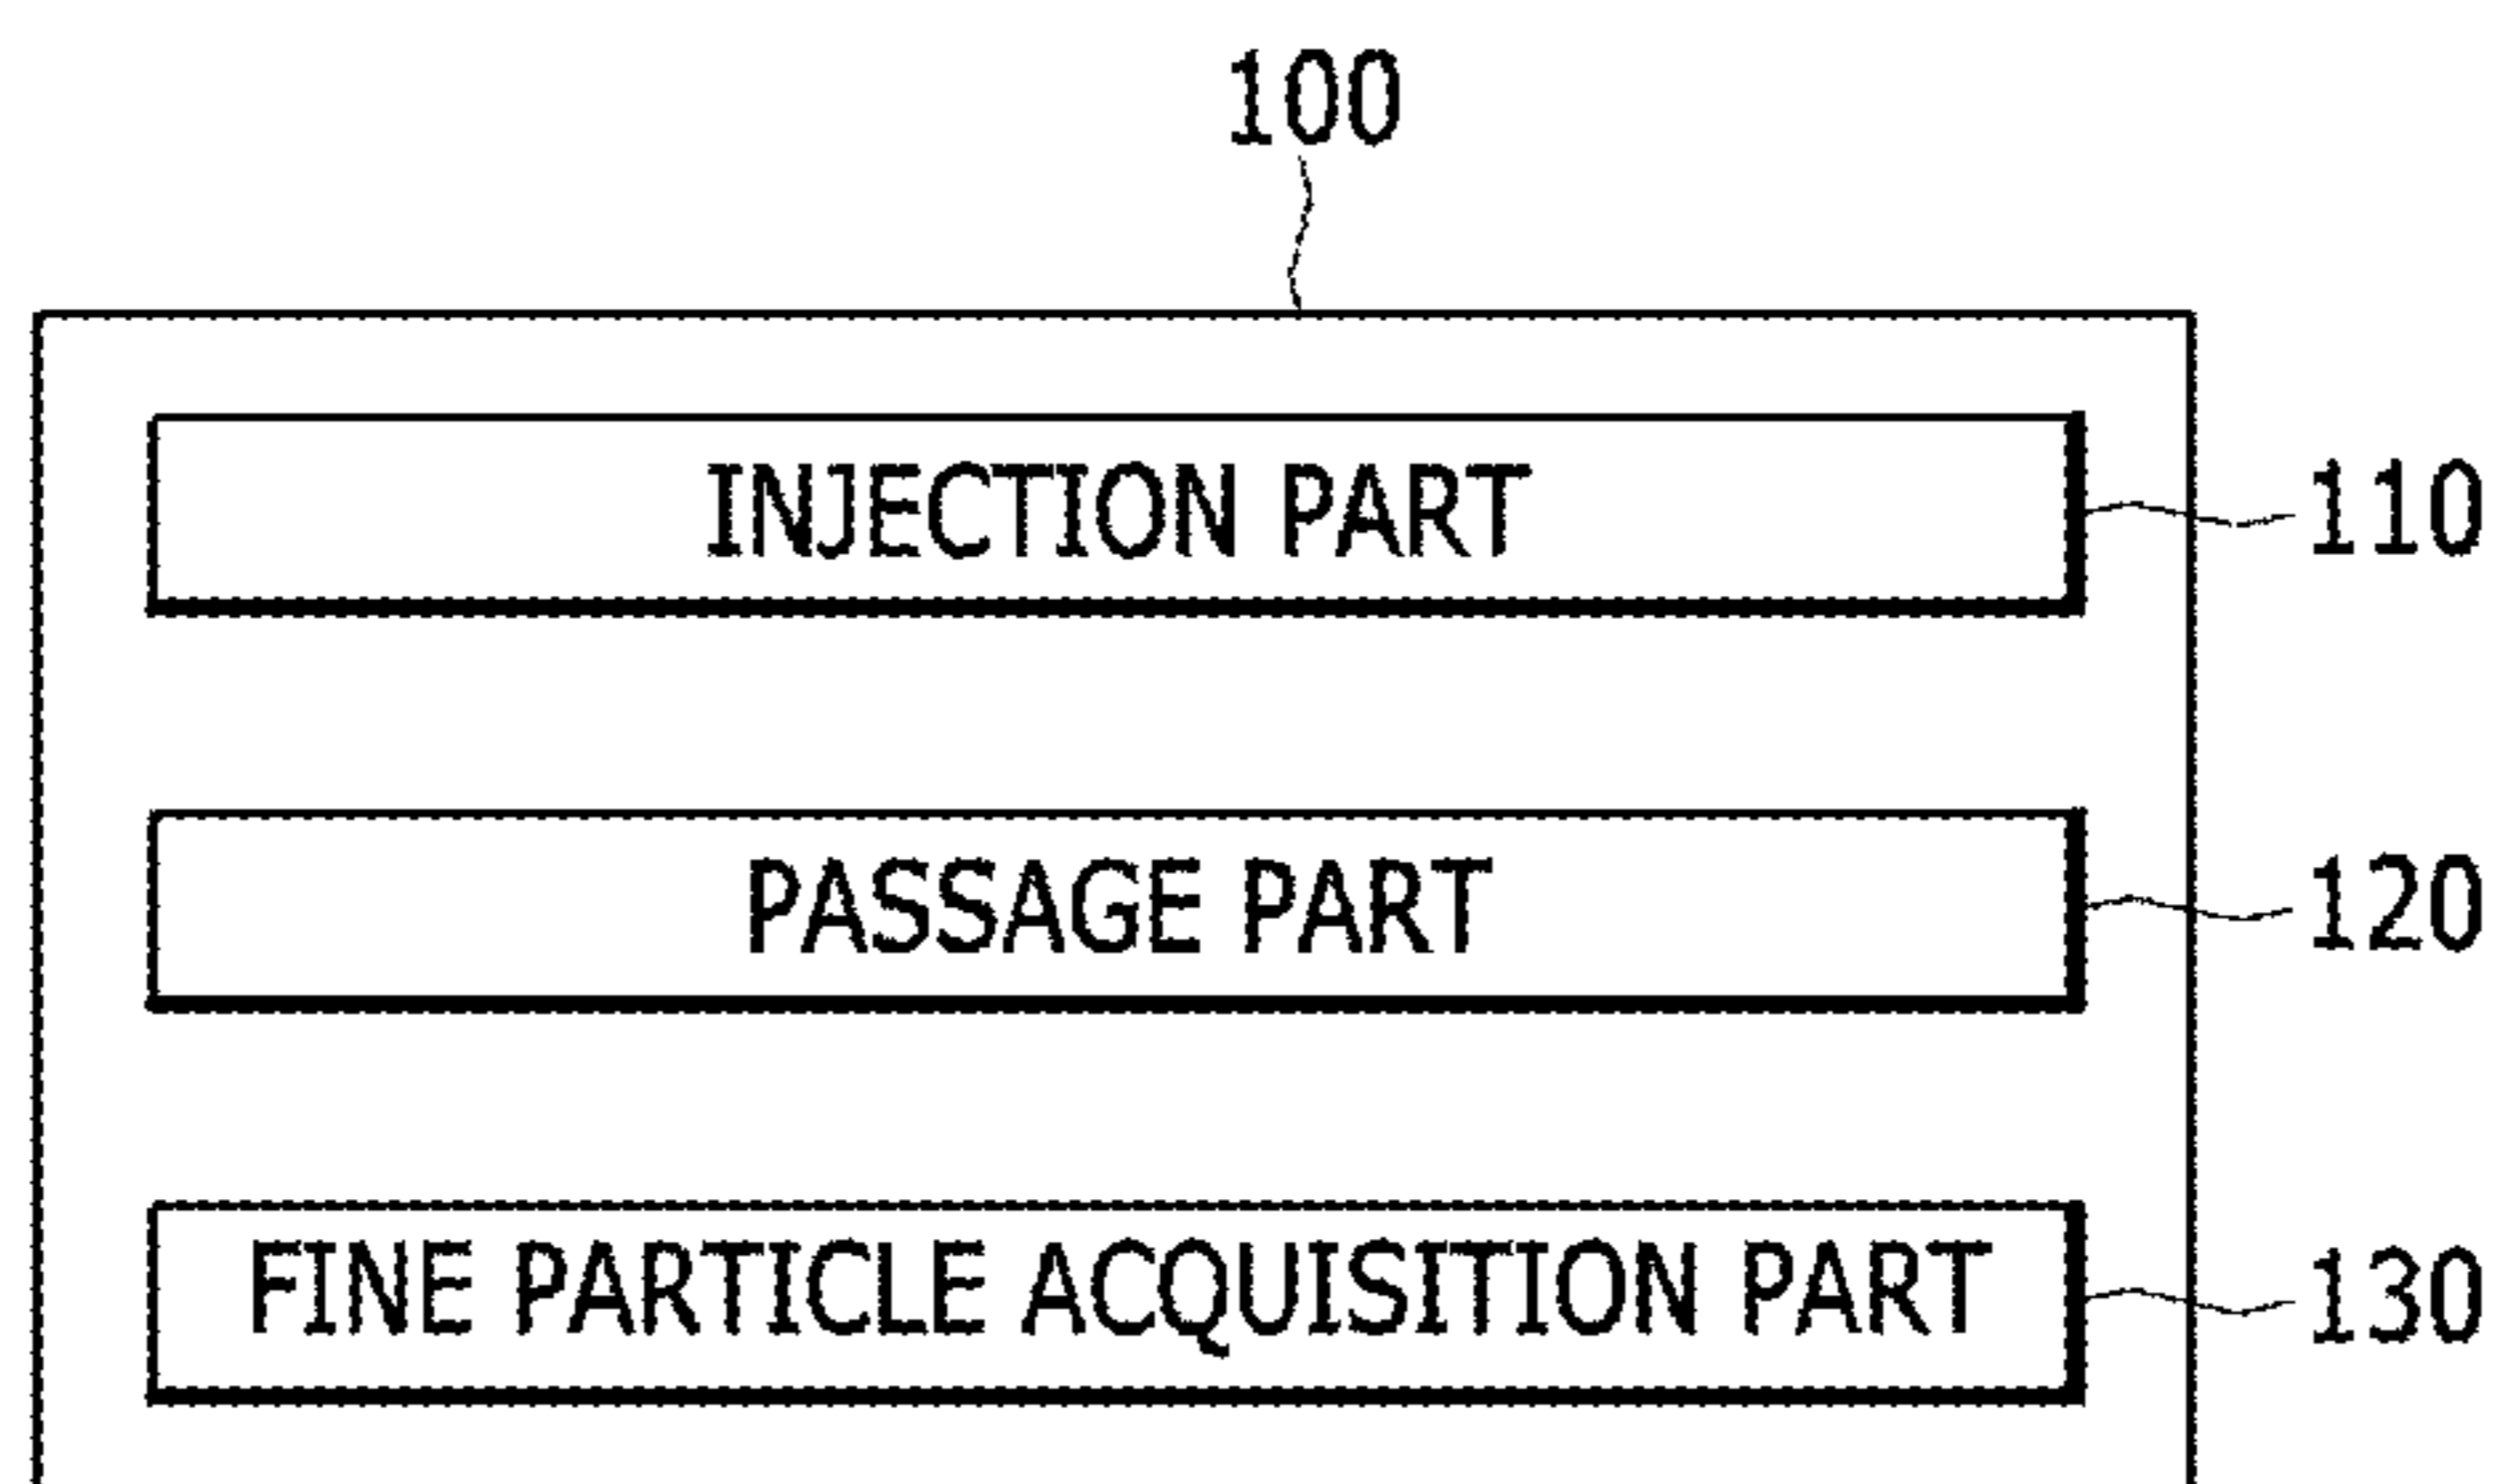 100
INJECTION PART 110
PASSAGE PART 120
FINE PARTICLE ACQUISITION PART 130